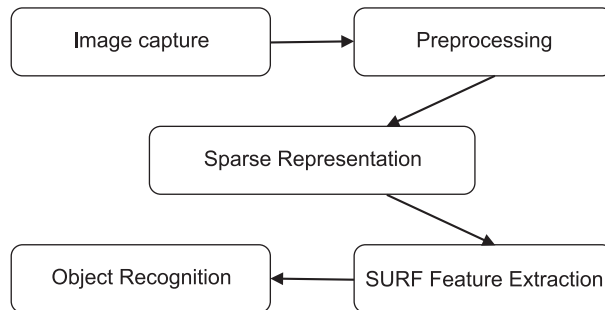 Image capture
Preprocessing
Sparse Representation
Object Recognition
SURF Feature Extraction